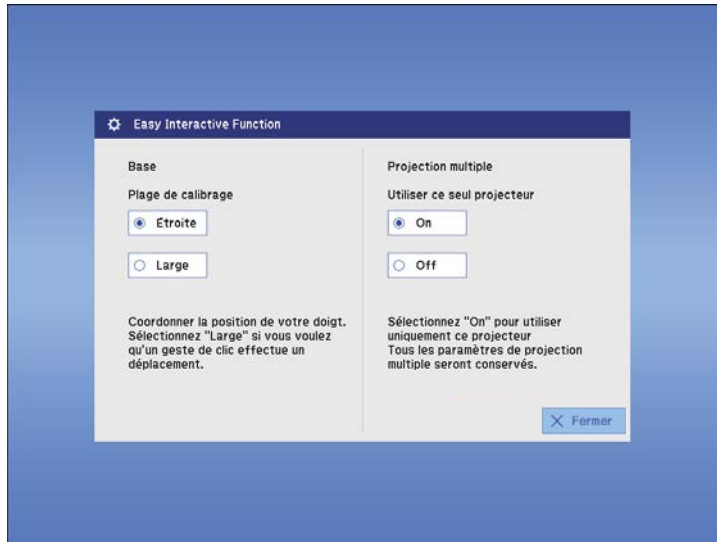 Easy Interactive Function
Base
Plage de calibrage
Étroite
Large
Coordonner la position de votre doigt.
Sélectionnez "Large" si vous voulez
qu'un geste de clic effectue un
déplacement.
Projection multiple
Utiliser ce seul projecteur
On
Off
Sélectionnez "On" pour utiliser
uniquement ce projecteur
Tous les paramètres de projection
multiple seront conservés.
Fermer